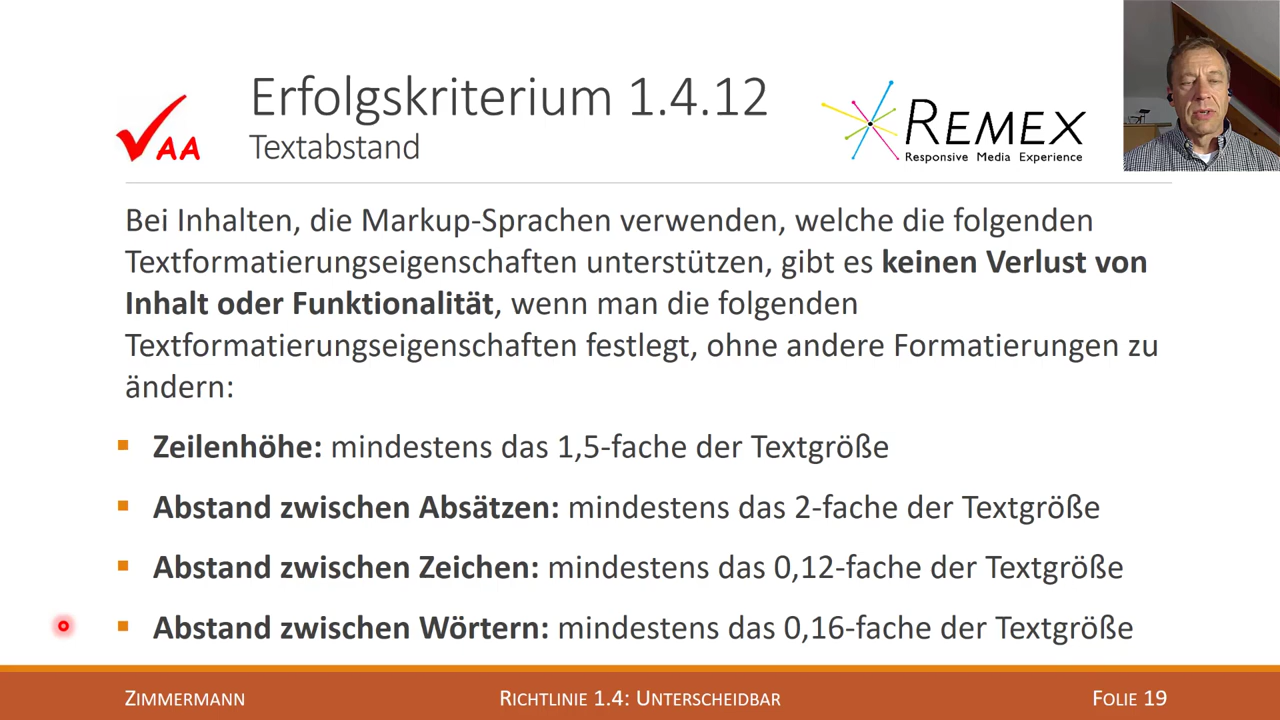 Erfolgskriterium 1.4.12
Textabstand
AA
REMEX
Responsive Media Experience
Bei Inhalten, die Markup-Sprachen verwenden, welche die folgenden
Textformatierungseigenschaften unterstützen, gibt es keinen Verlust von
Inhalt oder Funktionalität, wenn man die folgenden
Textformatierungseigenschaften festlegt, ohne andere Formatierungen zu
ändern:
Zeilenhöhe: mindestens das 1,5-fache der Textgröße
Abstand zwischen Absätzen: mindestens das 2-fache der Textgröße
Abstand zwischen Zeichen: mindestens das 0,12-fache der Textgröße
Abstand zwischen Wörtern: mindestens das 0,16-fache der Textgröße
ZIMMERMANN
RICHTLINIE 1.4: UNTERSCHEIDBAR
FOLIE 19